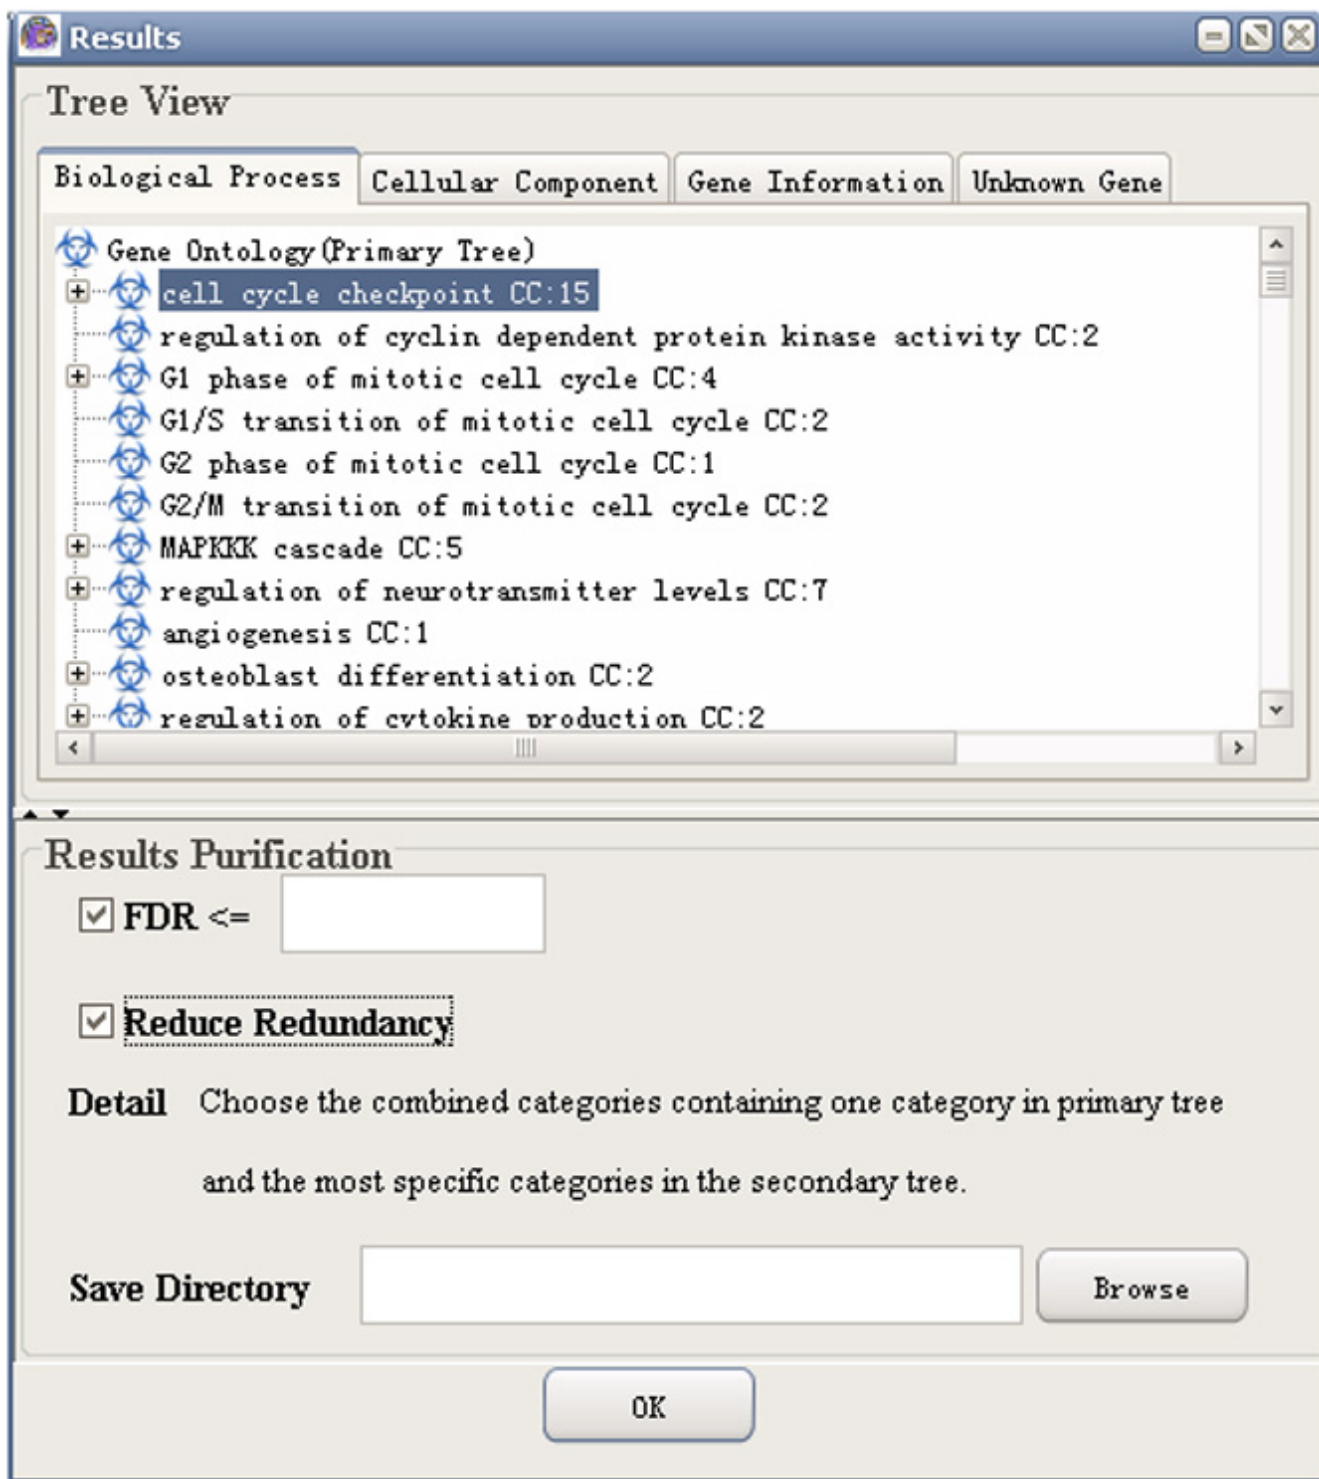 Results
Tree View
Biological Process Cellular Component Gene Information Unknown Gene
Gene Ontology(Primary Tree)
cell cycle checkpoint CC:15
regulation of cyclin dependent protein kinase activity CC:2
G1 phase of mitotic cell cycle CC:4
G1/S transition of mitotic cell cycle CC:2
G2 phase of mitotic cell cycle CC:1
G2/M transition of mitotic cell cycle CC:2
MAPKKK cascade CC:5
regulation of neurotransmitter levels CC:7
angiogenesis CC:1
osteoblast differentiation CC:2
regulation of cytokine production CC:2
Results Purification
FDR <=
Reduce Redundancy
Detail Choose the combined categories containing one category in primary tree
and the most specific categories in the secondary tree.
Save Directory Browse
OK